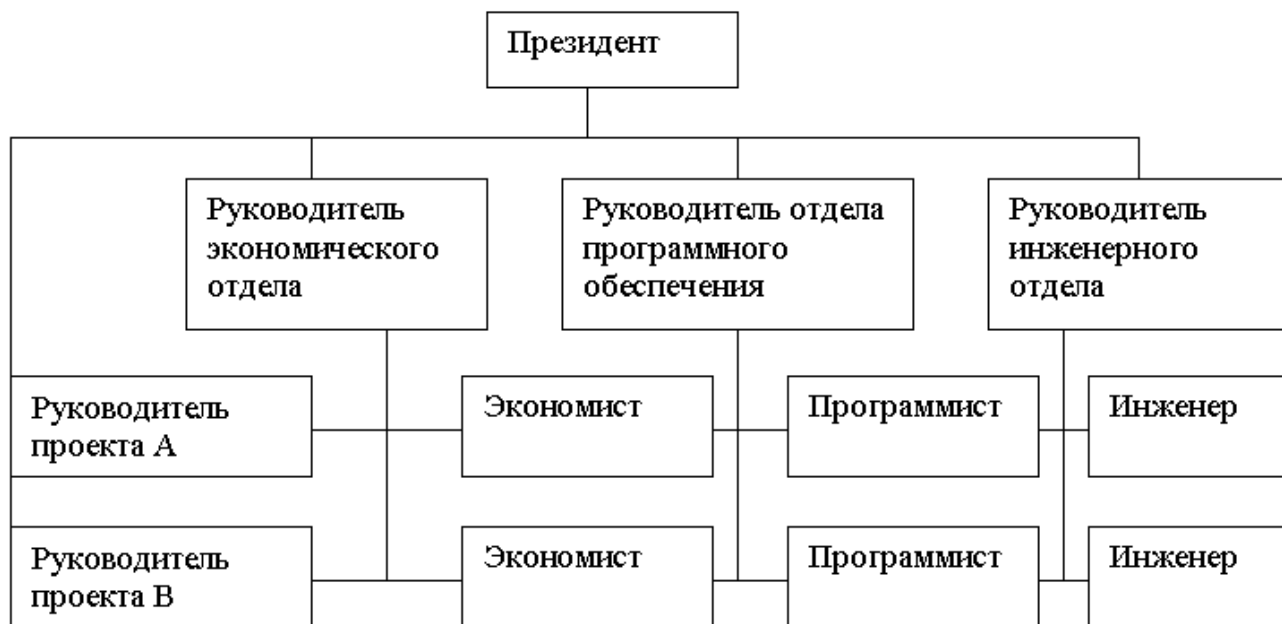 Президент
Руководитель
экономического
отдела
Руководитель отдела
программного
обеспечения
Руководитель
инженерного
отдела
Руководитель
проекта А
Экономист
Программист
Инженер
Руководитель
проекта В
Экономист
Программист
Инженер